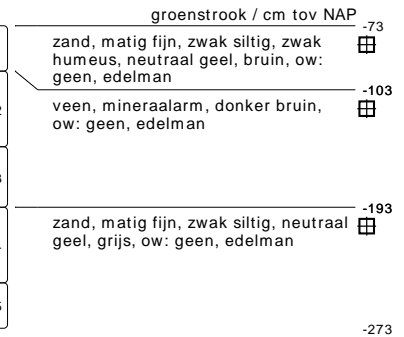 groenstrook / cm tov NAP
-73
zand, matig fijn, zwak siltig, zwak
humeus, neutraal geel, bruin, ow:
geen, edelman
-103
veen, mineraalarm, donker bruin,
ow: geen, edelman
-193
zand, matig fijn, zwak siltig, neutraal
geel, grijs, ow: geen, edelman
-273